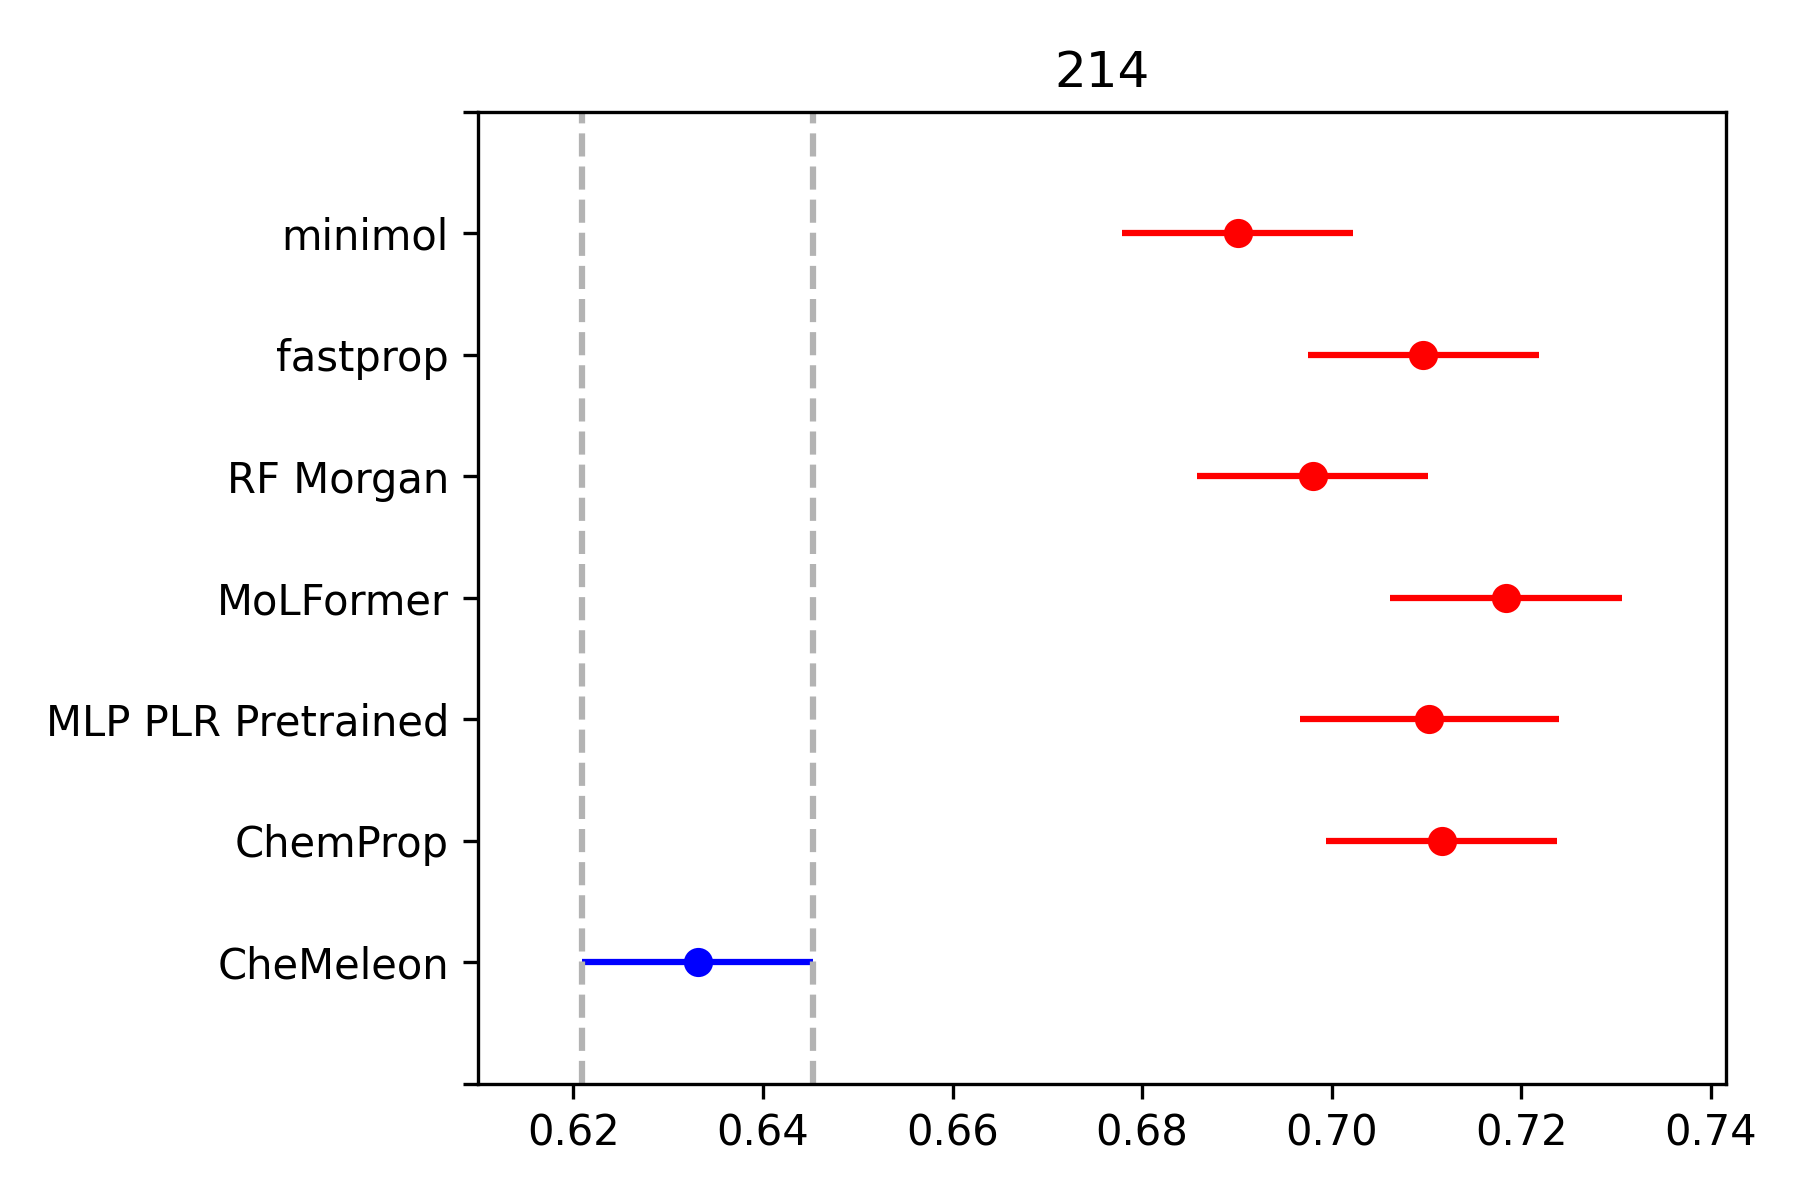 214
minimol
fastprop
RF Morgan
MoLFormer
MLP PLR Pretrained
ChemProp
CheMeleon
0.62 0.64 0.66 0.68 0.70 0.72 0.74